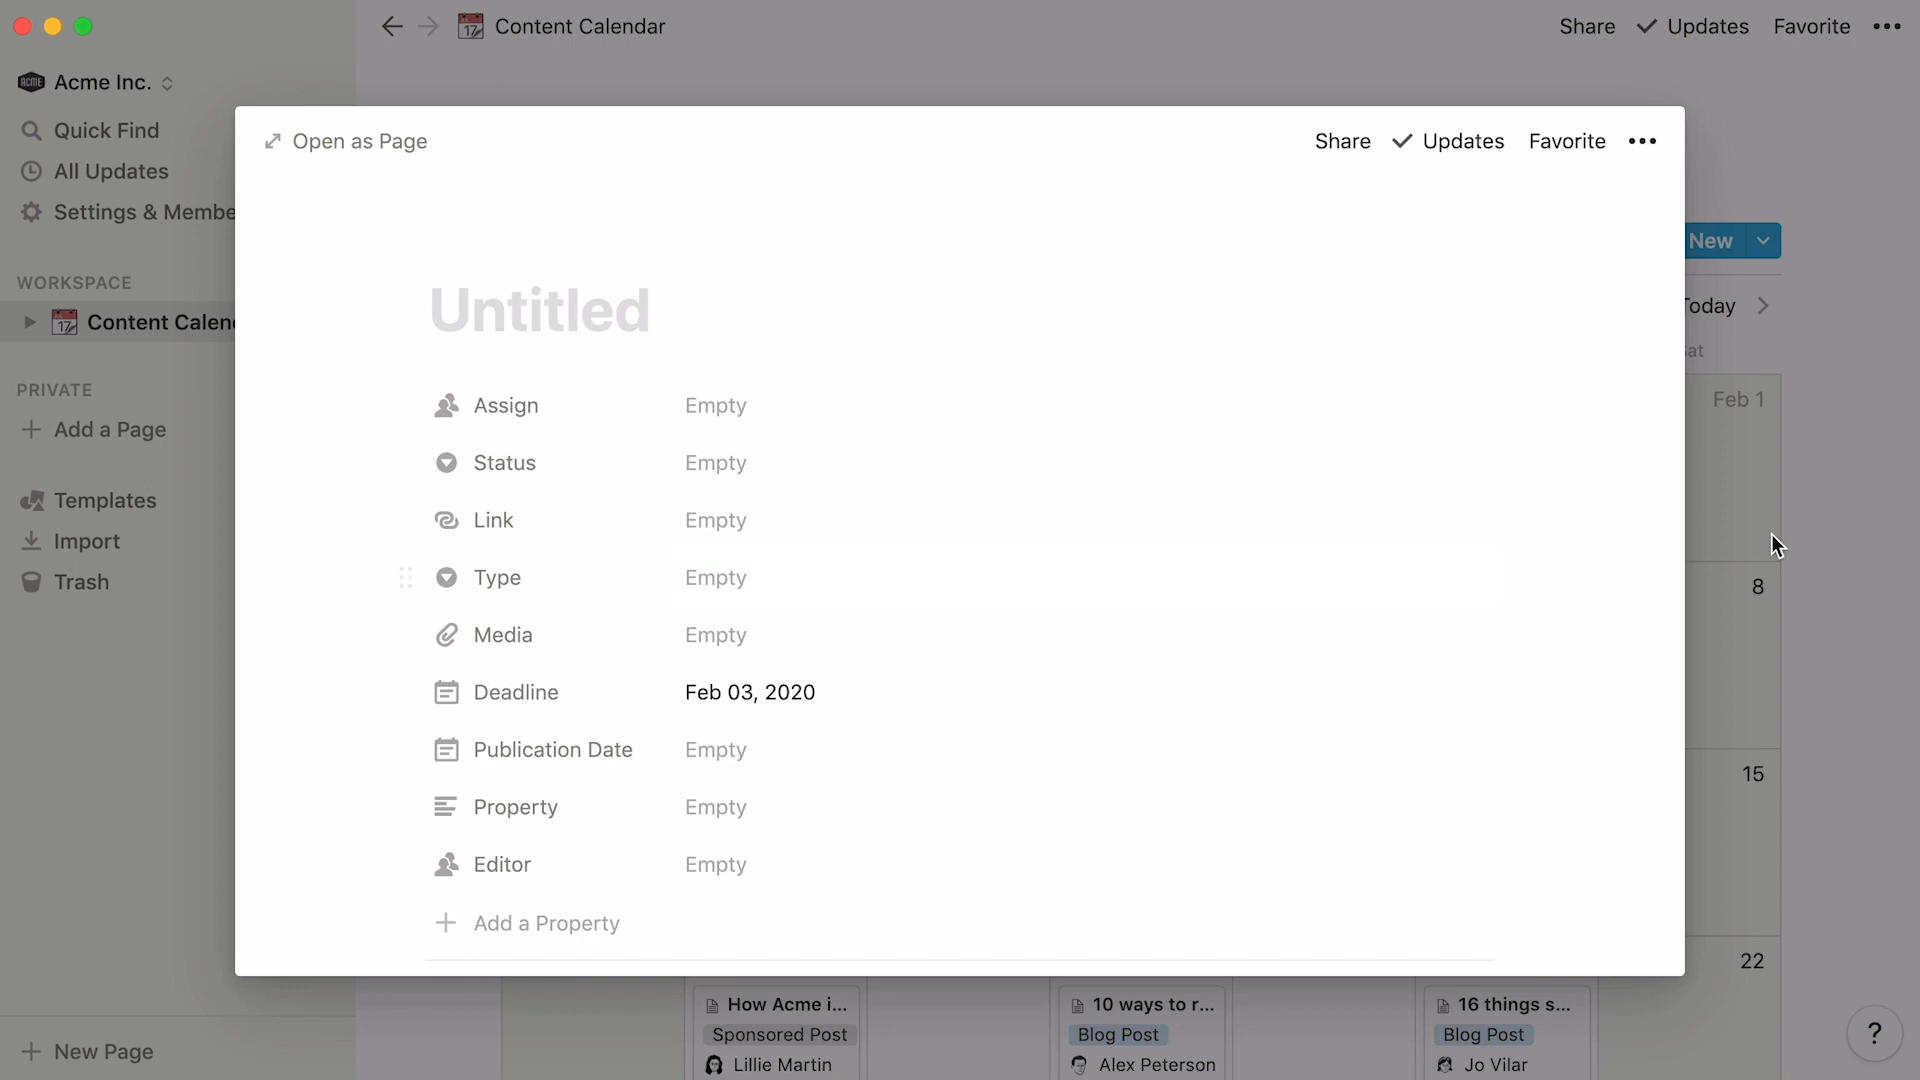 Content Calendar
Share
Updates
Favorite
ACME Acme Inc.
Quick Find
All Updates
Settings & Membe
WORKSPACE
17 Content Calen
PRIVATE
Add a Page
Templates
Import
Trash
New Page
Open as Page
Share
Updates
Favorite
Untitled
Assign Empty
Status Empty
Link Empty
Type Empty
Media Empty
Deadline Feb 03, 2020
Publication Date Empty
Property Empty
Editor Empty
Add a Property
New
Today
Sat
Feb 1
8
15
22
How Acme i...
Sponsored Post
Lillie Martin
10 ways to r...
Blog Post
Alex Peterson
16 things s...
Blog Post
Jo Vilar
?